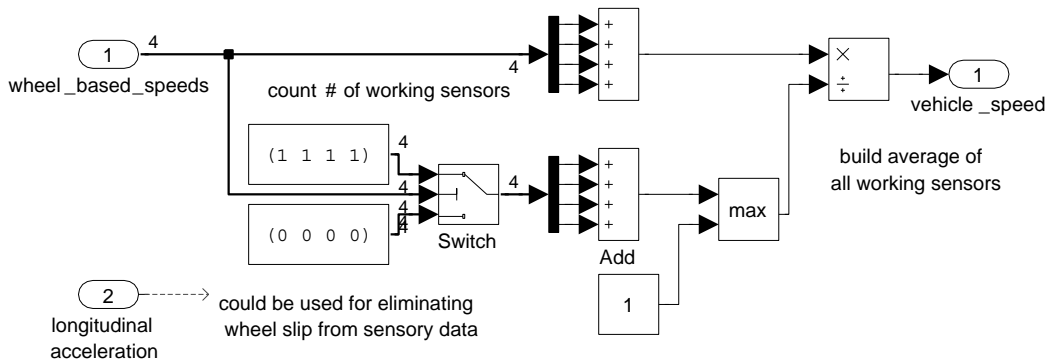 1
4
wheel_based_speeds
4
count # of working sensors
+
+
+
+
×
÷
1
vehicle_speed
(1 1 1 1)
4
4
4
4
(0 0 0 0)
4
Switch
4
+
+
+
+
Add
max
1
build average of
all working sensors
2
longitudinal
acceleration
could be used for eliminating
wheel slip from sensory data